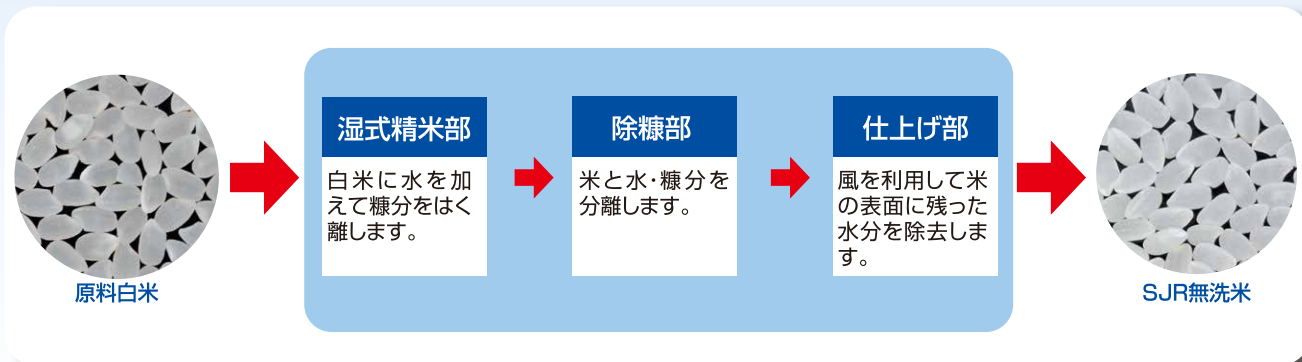 湿式精米部
白米に水を加
えて糠分をはく
離します。
除糠部
米と水・糠分を
分離します。
仕上げ部
風を利用して米
の表面に残った
水分を除去しま
す。
原料白米
SJR無洗米